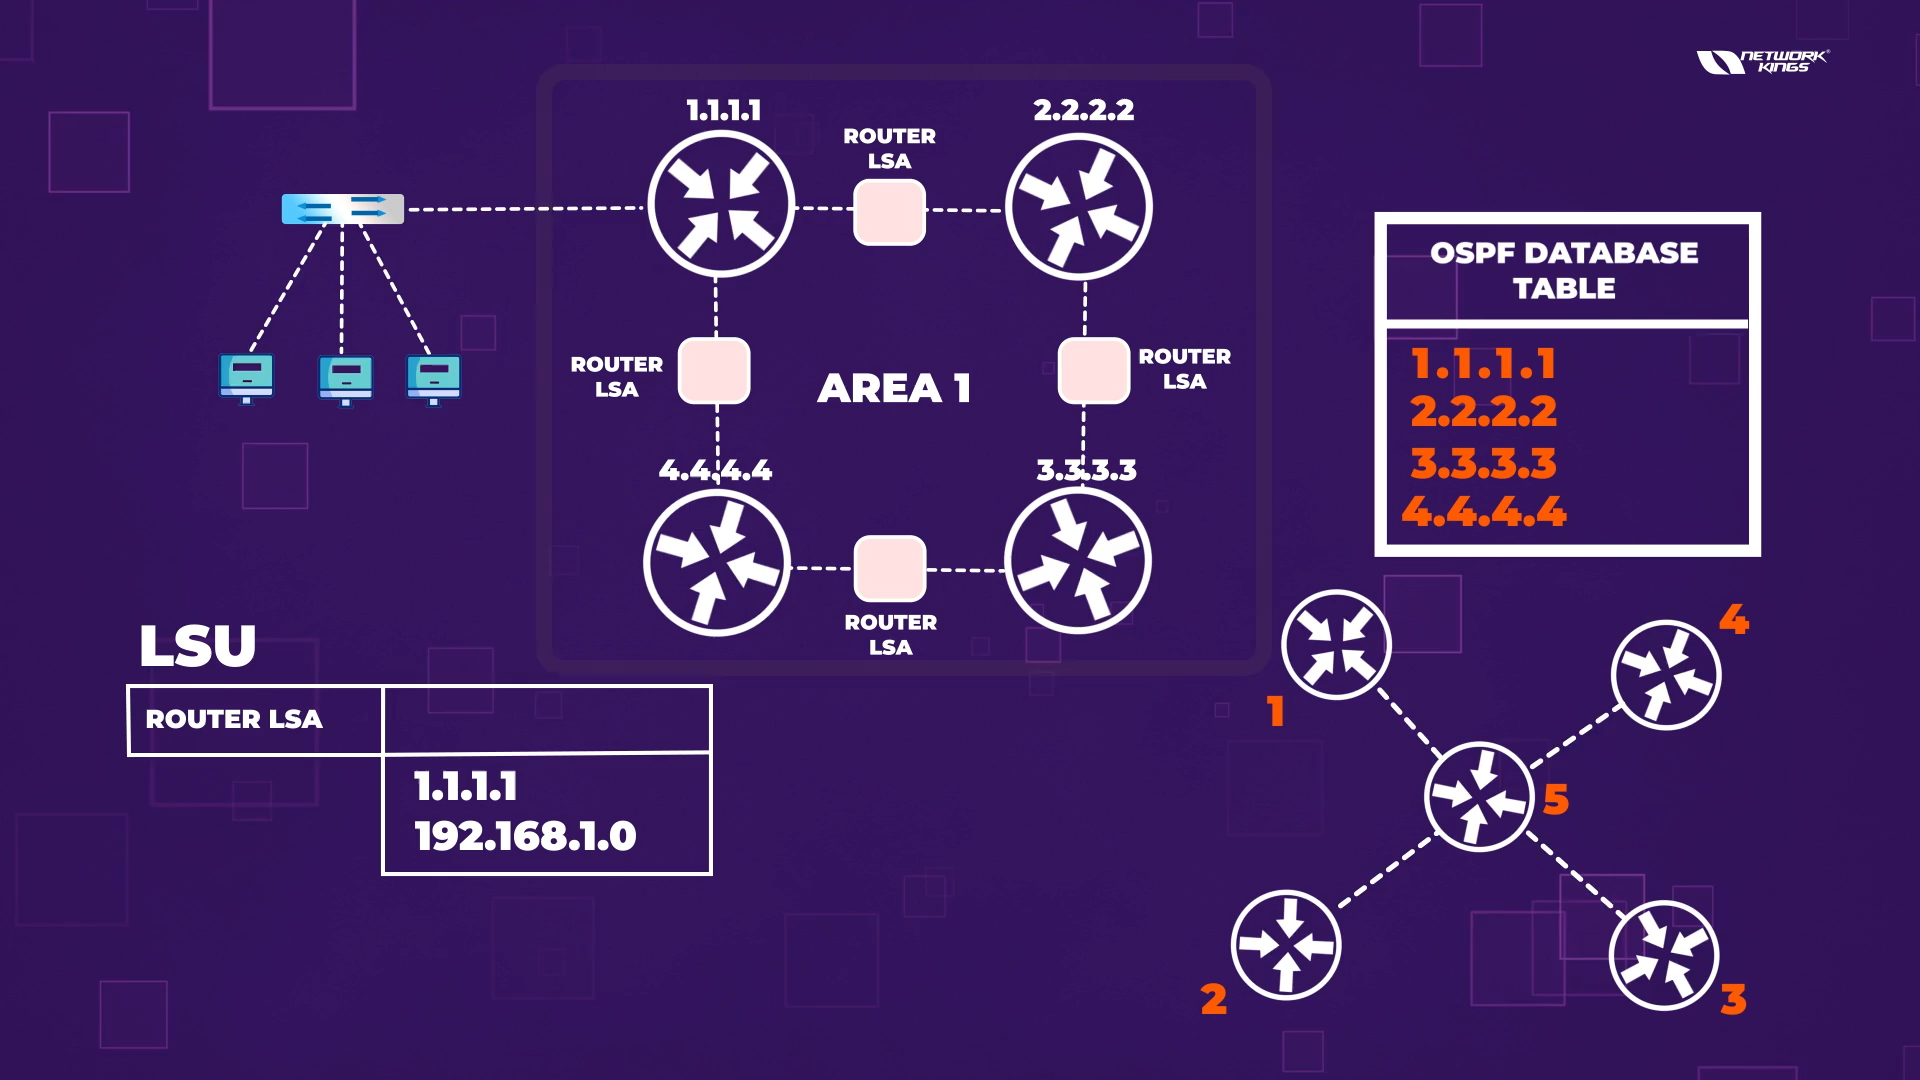 NETWORK
KINGS
1.1.1.1
2.2.2.2
ROUTER
LSA
ROUTER
LSA
AREA 1
ROUTER
LSA
4.4.4.4
3.3.3.3
ROUTER
LSA
OSPF DATABASE
TABLE
1.1.1.1
2.2.2.2
3.3.3.3
4.4.4.4
LSU
ROUTER LSA
1.1.1.1
192.168.1.0
1
4
5
2
3